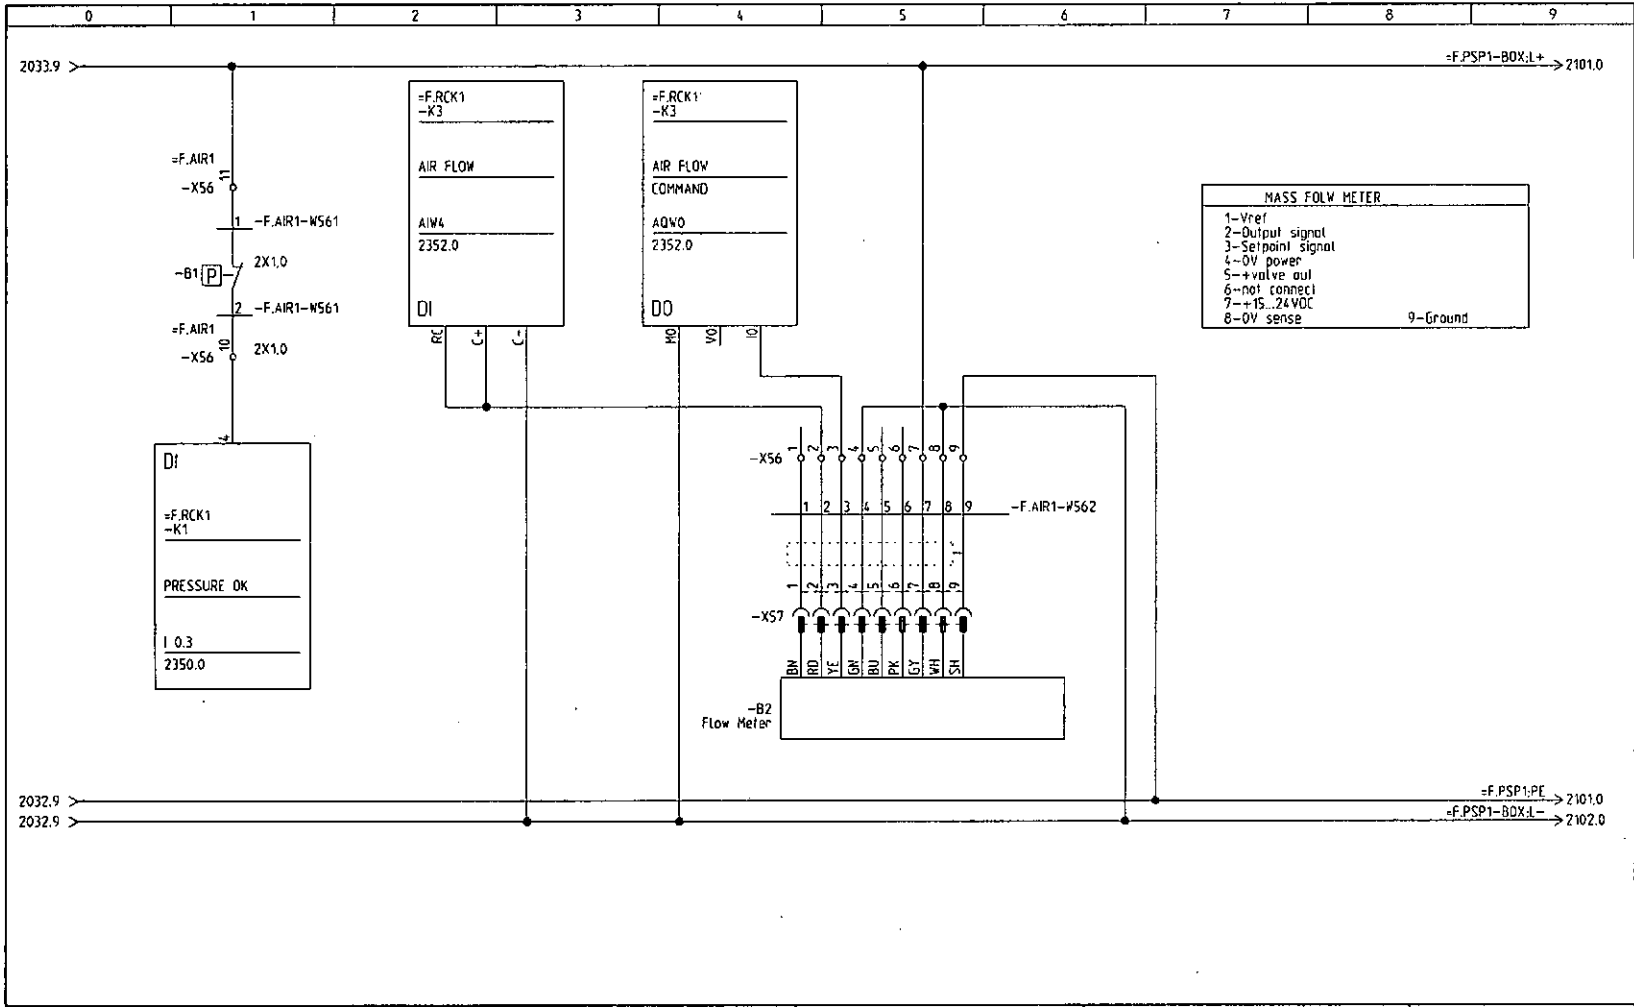 0 1 2 3 4 5 6 7 8 9
2033.9
=F.PSP1-BOX:L+
2101.0
=F.AIR1
11
-X56
1
-F.AIR1-W561
-B1
P
2X1,0
2
-F.AIR1-W561
=F.AIR1
10
-X56
2X1,0
4
DI
=F.RCK1
-K1
PRESSURE OK
I 0.3
2350.0
=F.RCK1
-K3
AIR FLOW
AIW4
2352.0
DI
RC
C+
C-
=F.RCK1
-K3
AIR FLOW
COMMAND
AQW0
2352.0
DO
M0
V0
I0
MASS FOLW METER
1-Vref
2-Output signal
3-Setpoint signal
4-0V power
5-+valve out
6-not connect
7-+15...24VDC
8-0V sense 9-Ground
-X56
1 2 3 4 5 6 7 8 9
1 2 3 4 5 6 7 8 9
-F.AIR1-W562
1 2 3 4 5 6 7 8 9
-X57
BN RD YE GN BU PK GY WH SH
-B2
Flow Meter
2032.9
=F.PSP1:PE
2101.0
2032.9
=F.PSP1-BOX:L-
2102.0